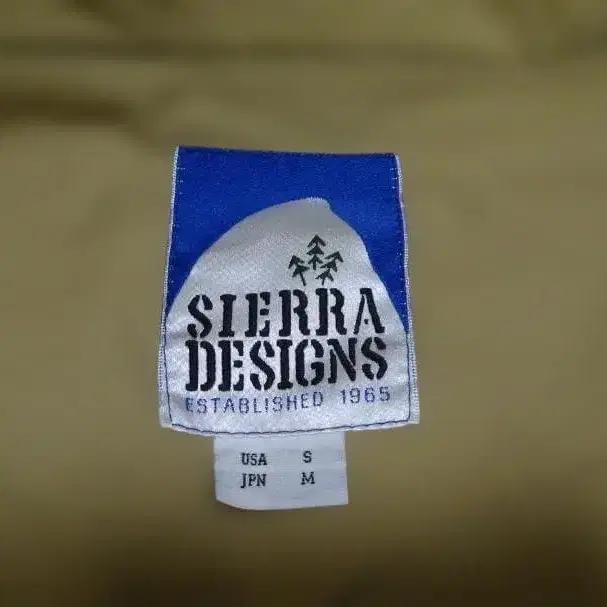 SIERRA
DESIGNS
ESTABLISHED 1965
USA S
JPN M